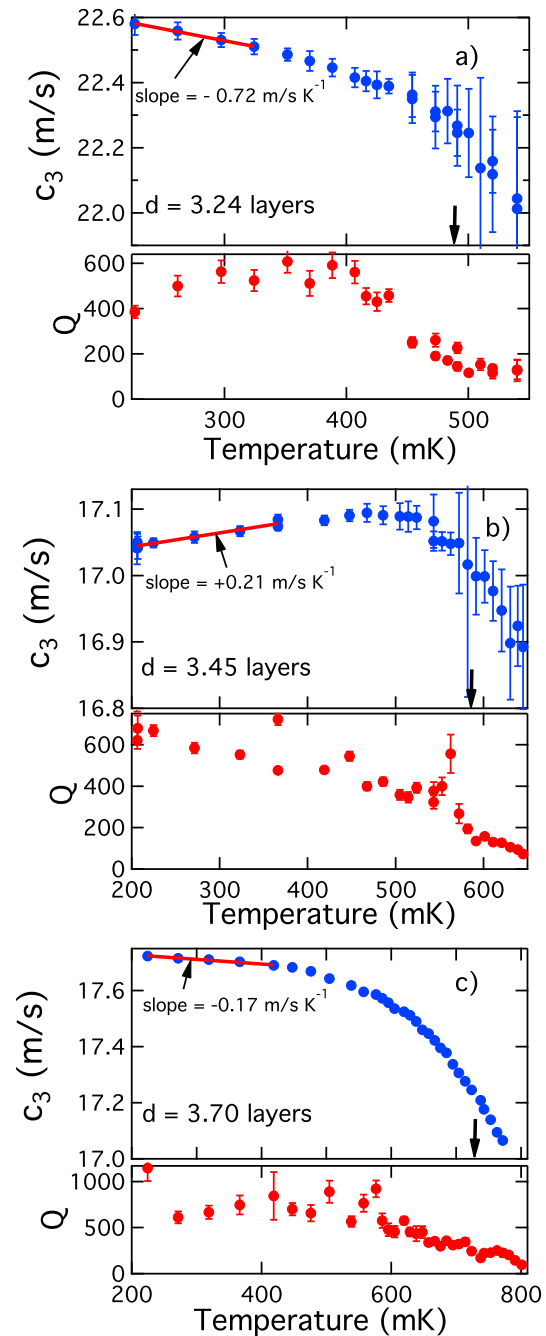 22.6
a)
22.4
slope = - 0.72 m/s K⁻¹
c₃ (m/s)
22.2
d = 3.24 layers
22.0
600
400
Q
200
0
300 400 500
Temperature (mK)
17.1
b)
slope = +0.21 m/s K⁻¹
17.0
c₃ (m/s)
16.9
d = 3.45 layers
16.8
600
400
Q
200
0
200 300 400 500 600
Temperature (mK)
c)
17.6
slope = -0.17 m/s K⁻¹
c₃ (m/s)
17.4
d = 3.70 layers
17.2
17.0
1000
500
Q
0
200 400 600 800
Temperature (mK)